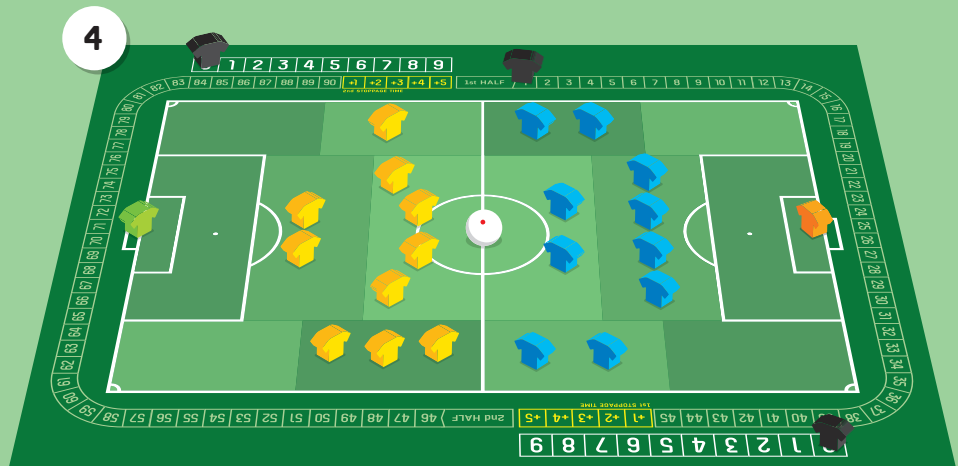 4
1 2 3 4 5 6 7 8 9
1st HALF 2 3 4 5 6 7 8 9 10 11 12 13
14 15 16 17 18 19 20 21 22 23 24 25 26 27 28 29 30 31 32 33 34 35 36 37
40 41 42 43 44 45 +1 +2 +3 +4 +5
1st STOPPAGE TIME
2nd HALF 46 47 48 49 50 51 52 53 54 55 56 57 58
59 60 61 62 63 64 65 66 67 68 69 70 71 72 73 74 75 76 77 78 79 80 81 82
83 84 85 86 87 88 89 90 +1 +2 +3 +4 +5
2nd STOPPAGE TIME
1 2 3 4 5 6 7 8 9